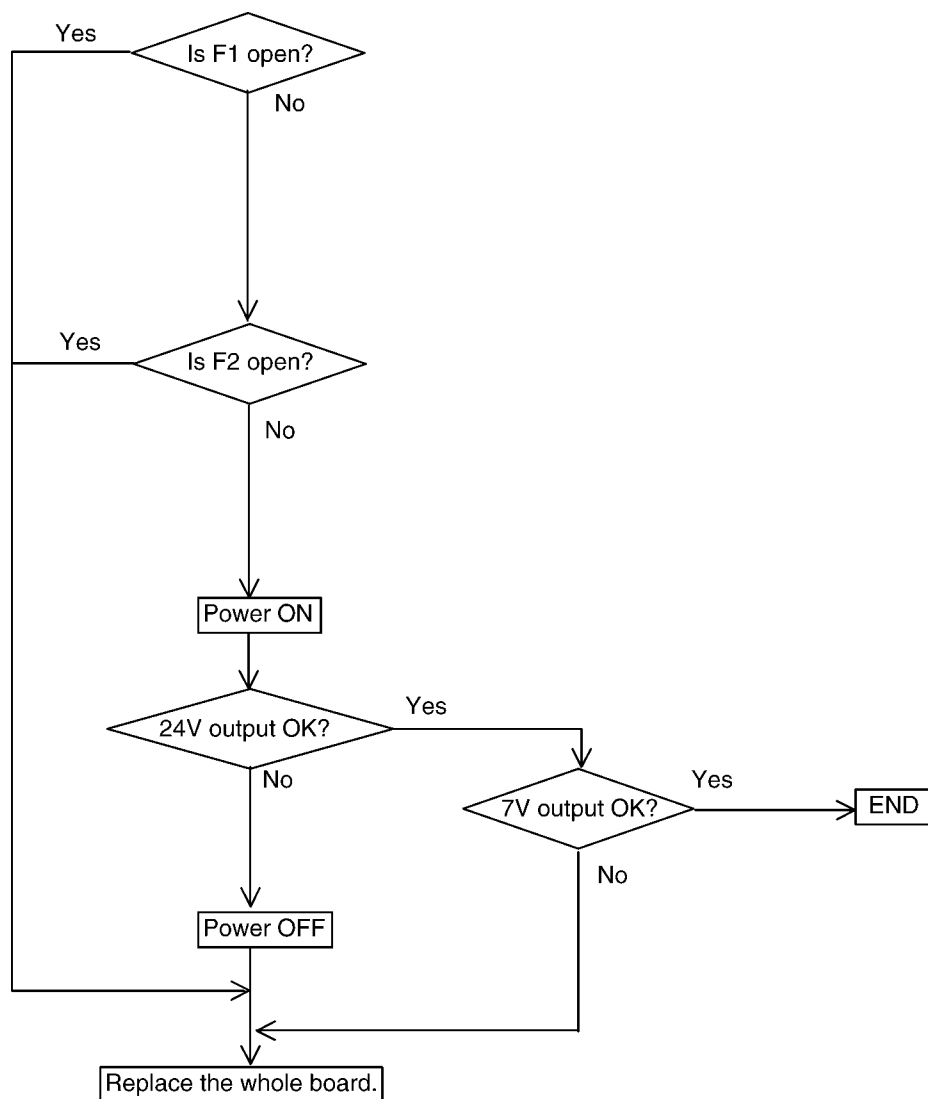 Yes
Is F1 open?
No
Yes
Is F2 open?
No
Power ON
24V output OK?
Yes
No
7V output OK?
Yes
END
No
Power OFF
Replace the whole board.